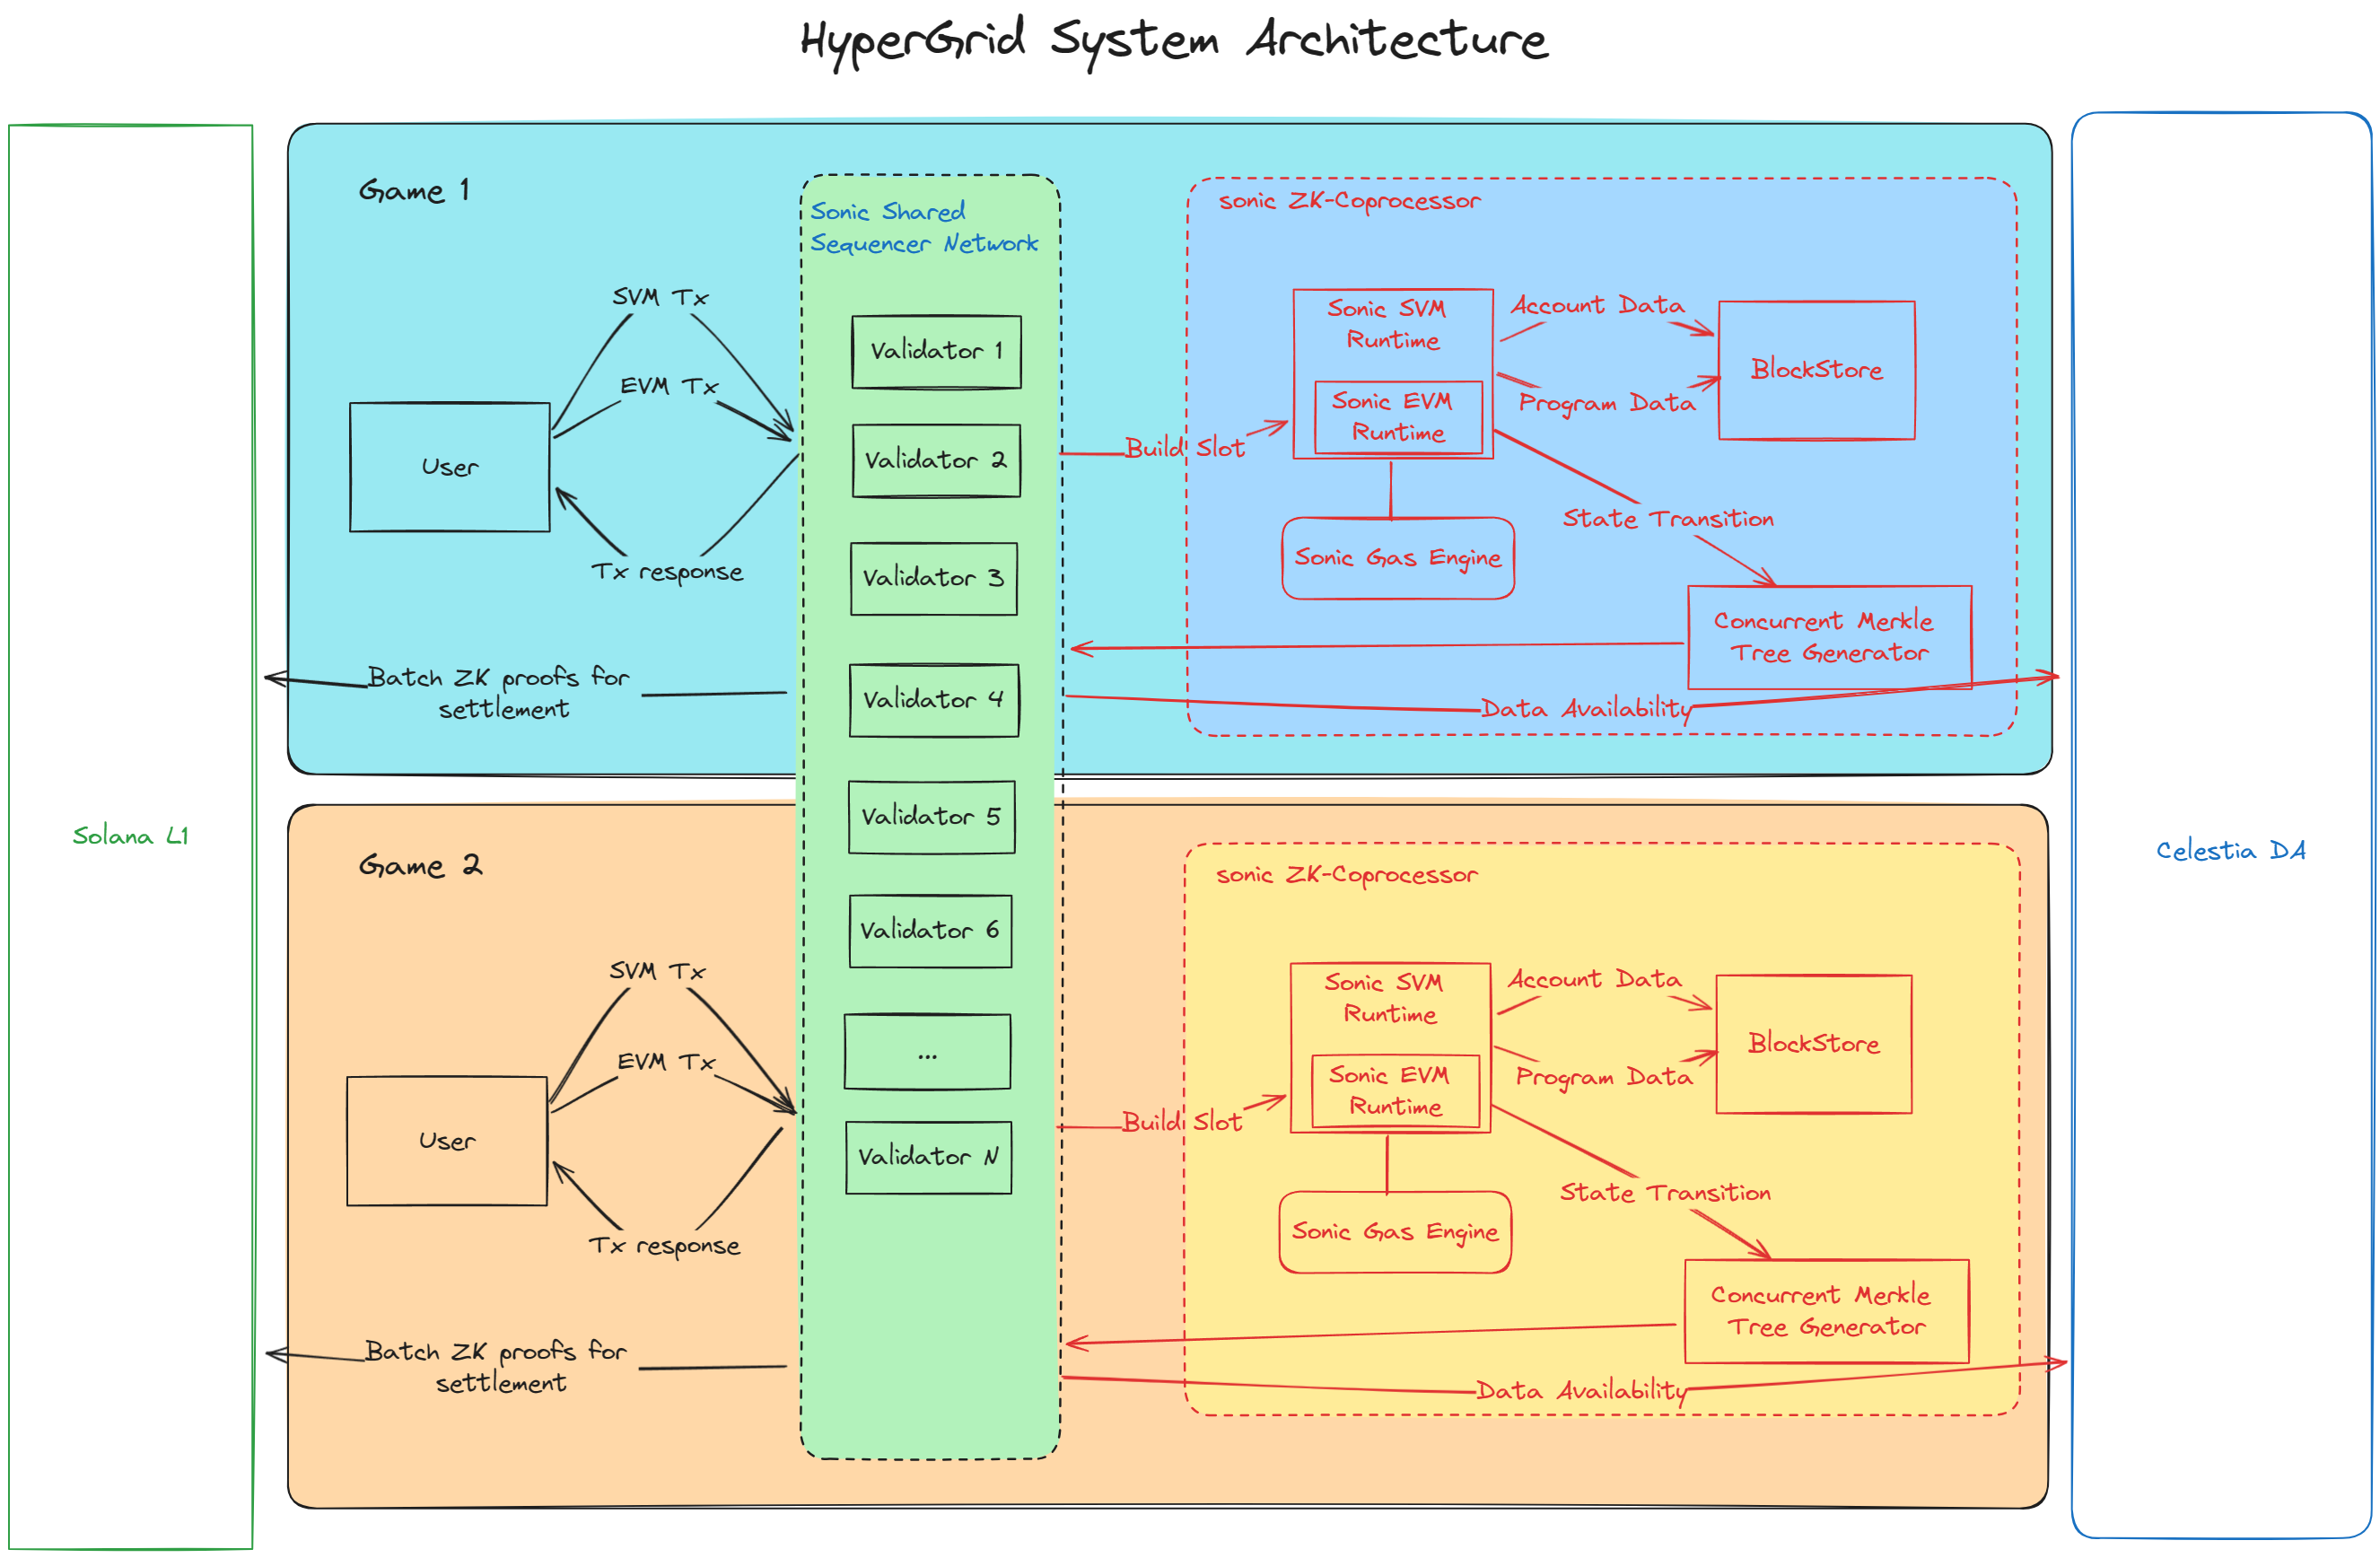 HyperGrid System Architecture
Solana L1
Game 1
SVM Tx
EVM Tx
User
Tx response
Batch ZK proofs for
settlement
Sonic Shared
Sequencer Network
Validator 1
Validator 2
Validator 3
Validator 4
Validator 5
Validator 6
...
Validator N
Build Slot
sonic ZK-Coprocessor
Sonic SVM
Runtime
Sonic EVM
Runtime
Account Data
Program Data
BlockStore
Sonic Gas Engine
State Transition
Concurrent Merkle
Tree Generator
Data Availability
Game 2
SVM Tx
EVM Tx
User
Tx response
Batch ZK proofs for
settlement
Build Slot
sonic ZK-Coprocessor
Sonic SVM
Runtime
Sonic EVM
Runtime
Account Data
Program Data
BlockStore
Sonic Gas Engine
State Transition
Concurrent Merkle
Tree Generator
Data Availability
Celestia DA